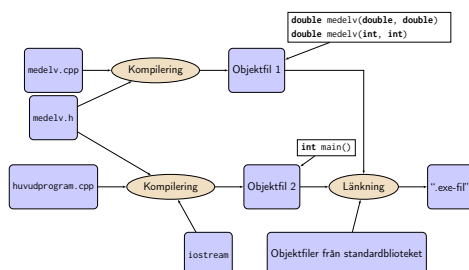 double medelv(double, double)
double medelv(int, int)
medelv.cpp
Kompilering
Objektfil 1
medelv.h
int main()
huvudprogram.cpp
Kompilering
Objektfil 2
Länkning
".exe-fil"
iostream
Objektfiler från standardblioteket